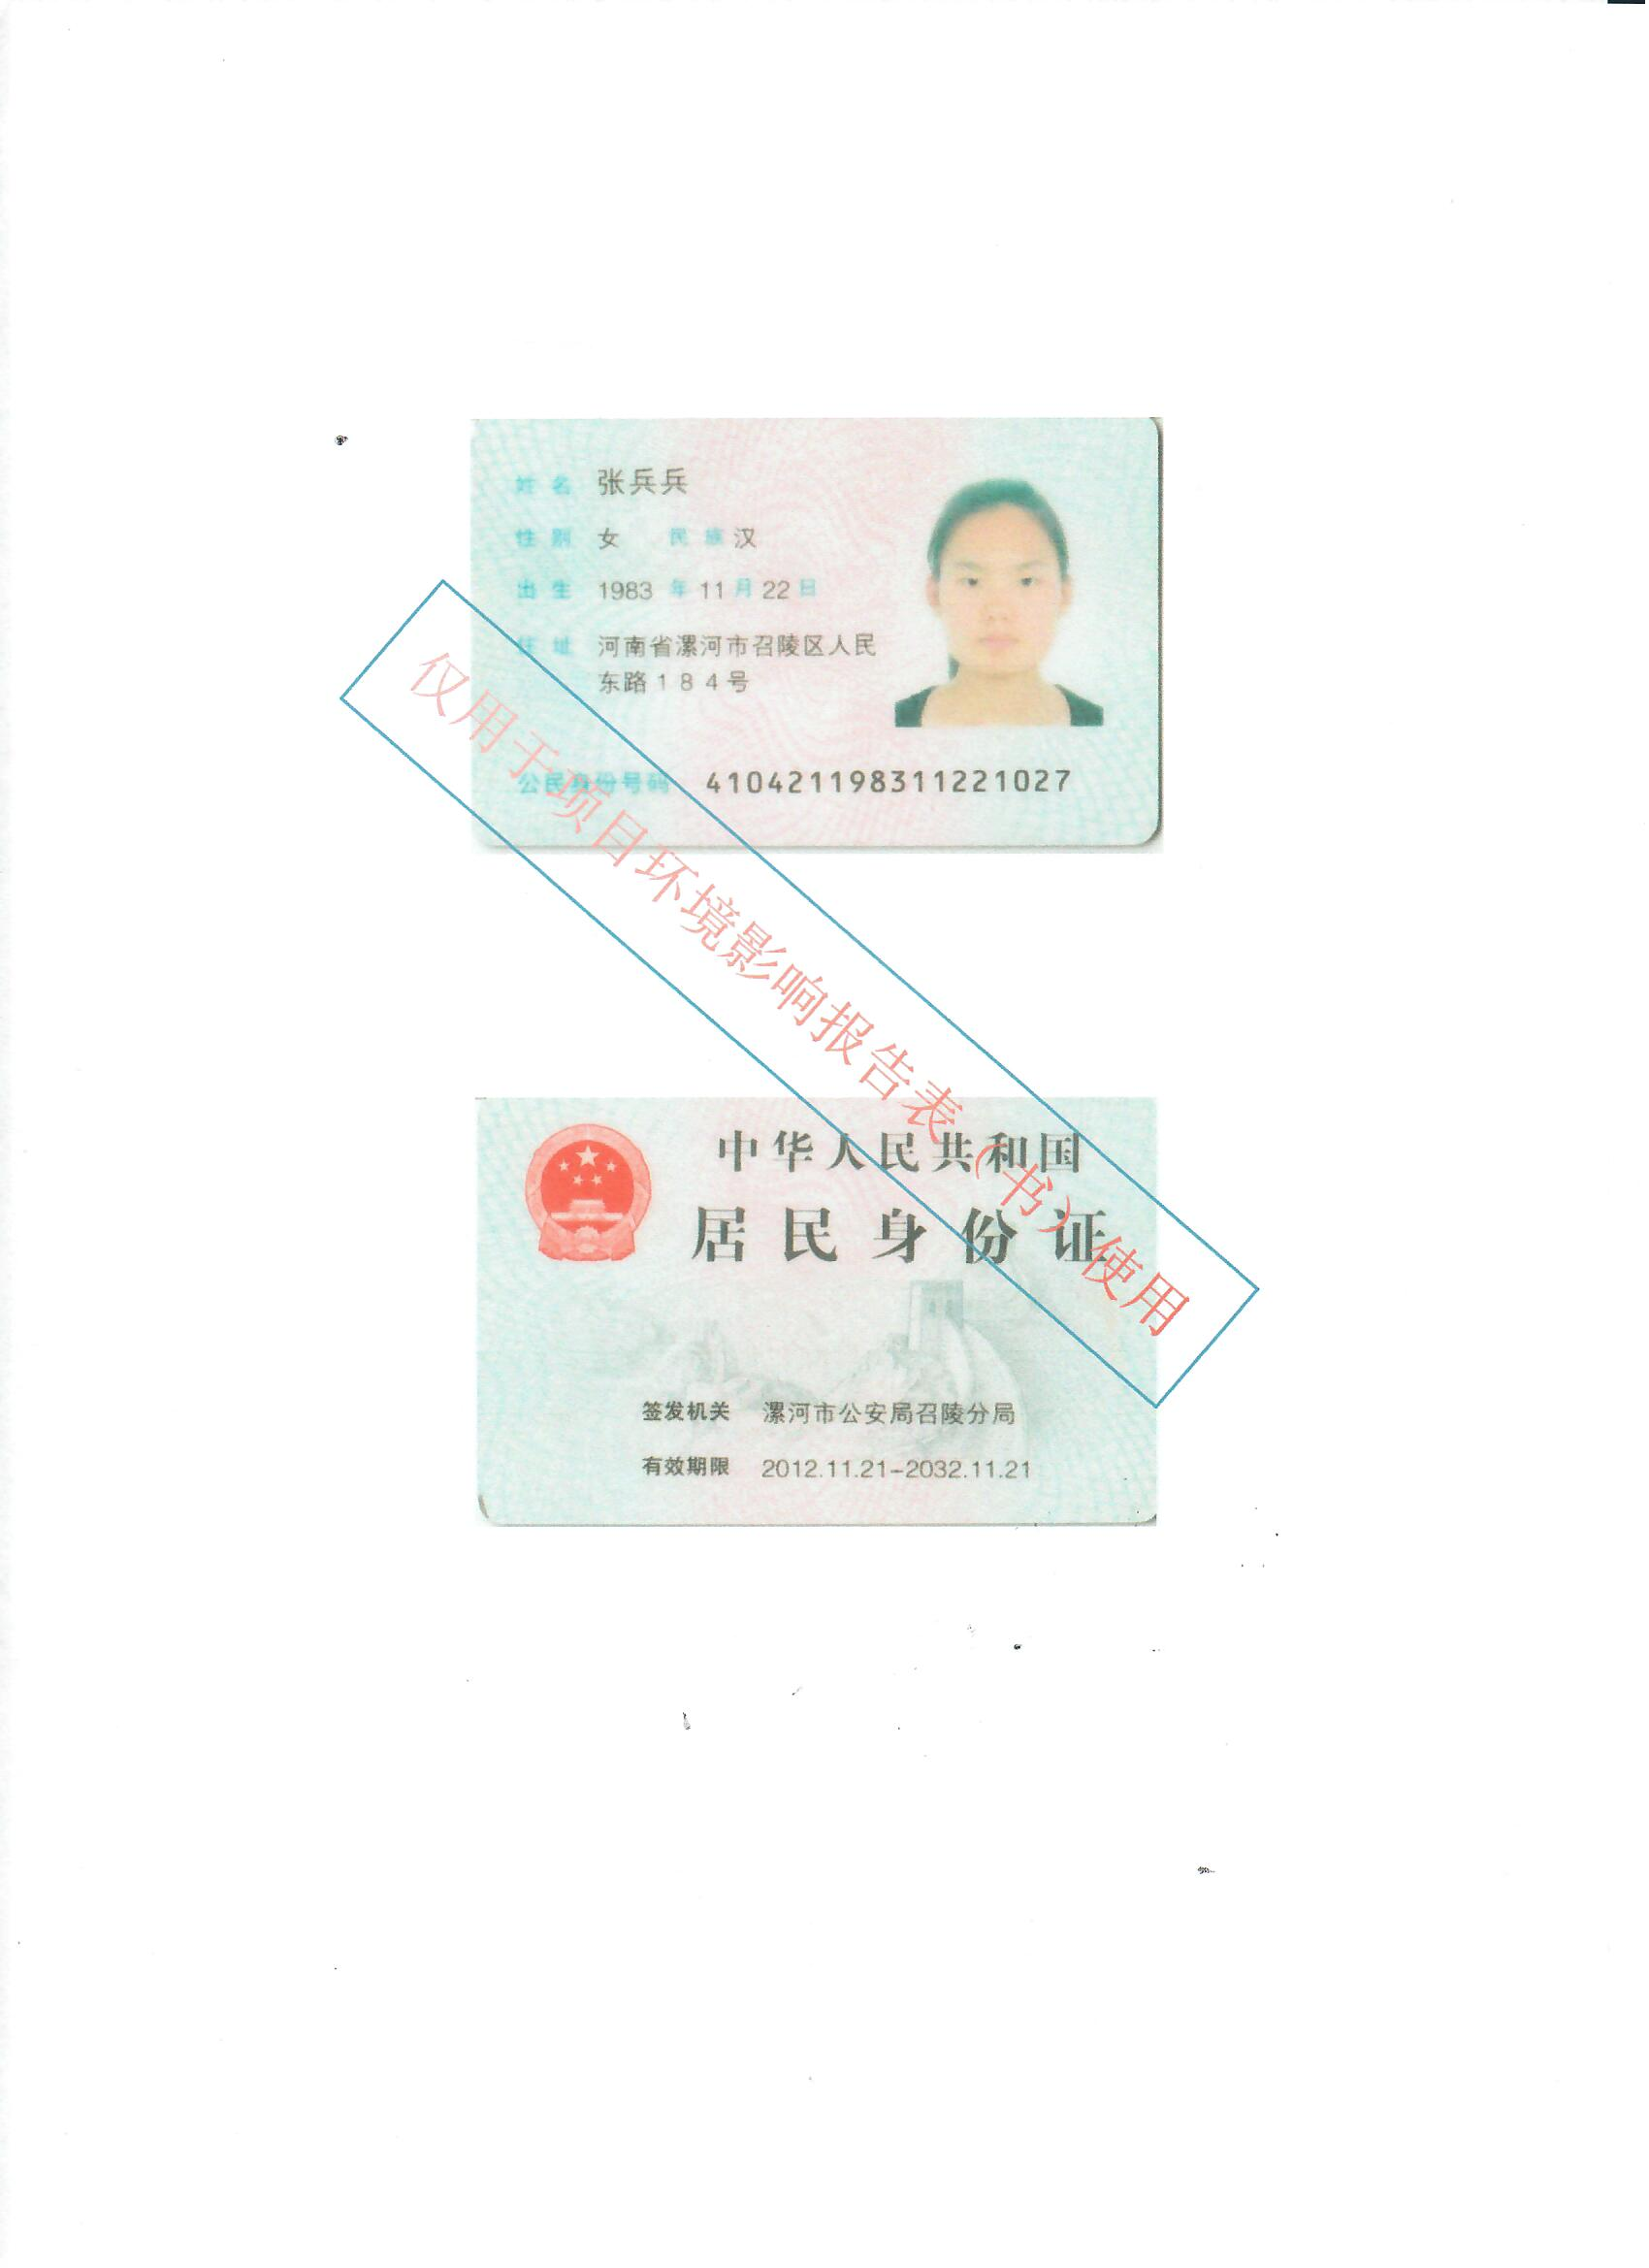 姓名 张兵兵
性别 女 民族 汉
出生 1983 年 11 月 22 日
住址 河南省漯河市召陵区人民
东路184号
公民身份号码 410421198311221027
仅用于项目环境影响报告表（书）使用
中华人民共和国
居民身份证
签发机关 漯河市公安局召陵分局
有效期限 2012.11.21-2032.11.21